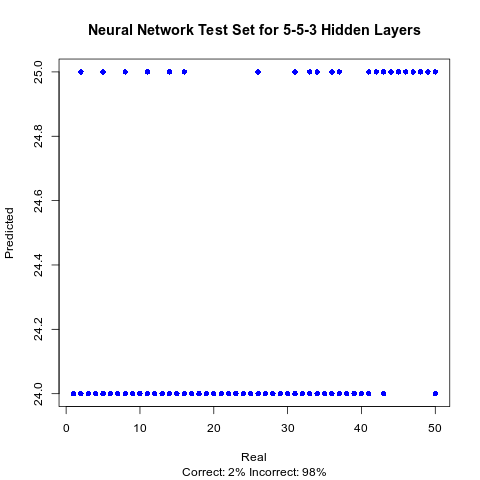 Neural Network Test Set for 5-5-3 Hidden Layers
Predicted
25.0
24.8
24.6
24.4
24.2
24.0
0 10 20 30 40 50
Real
Correct: 2% Incorrect: 98%